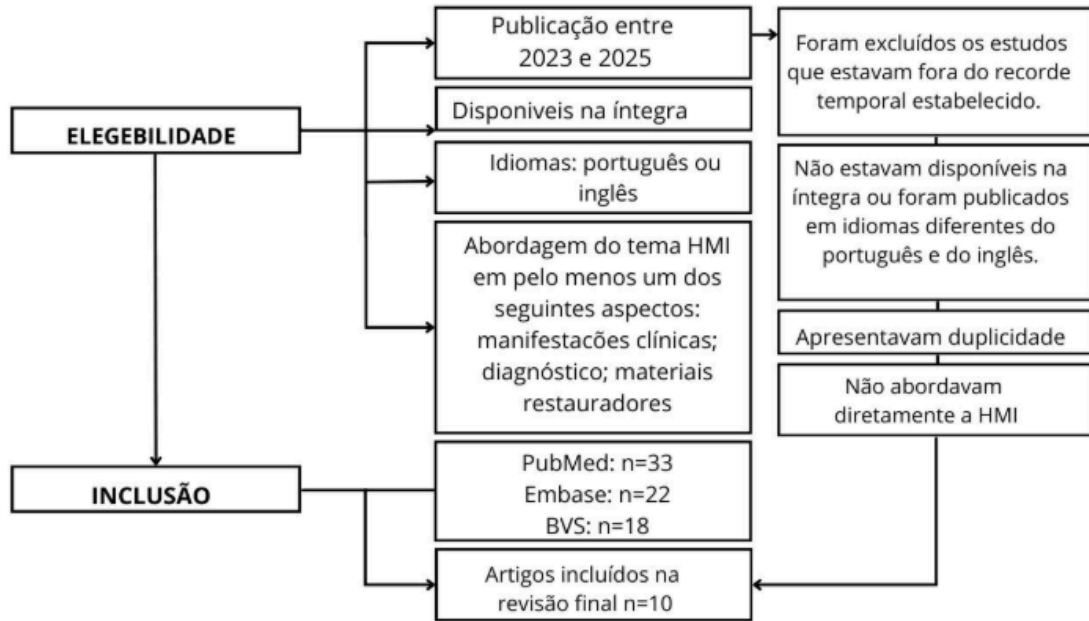 Publicação entre
2023 e 2025
Foram excluídos os estudos
que estavam fora do recorde
temporal estabelecido.
ELEGEBILIDADE
Disponiveis na íntegra
Idiomas: português ou
inglês
Não estavam disponíveis na
íntegra ou foram publicados
em idiomas diferentes do
português e do inglês.
Abordagem do tema HMI
em pelo menos um dos
seguintes aspectos:
manifestacões clínicas;
diagnóstico; materiais
restauradores
Apresentavam duplicidade
Não abordavam
diretamente a HMI
INCLUSÃO
PubMed: n=33
Embase: n=22
BVS: n=18
Artigos incluídos na
revisão final n=10